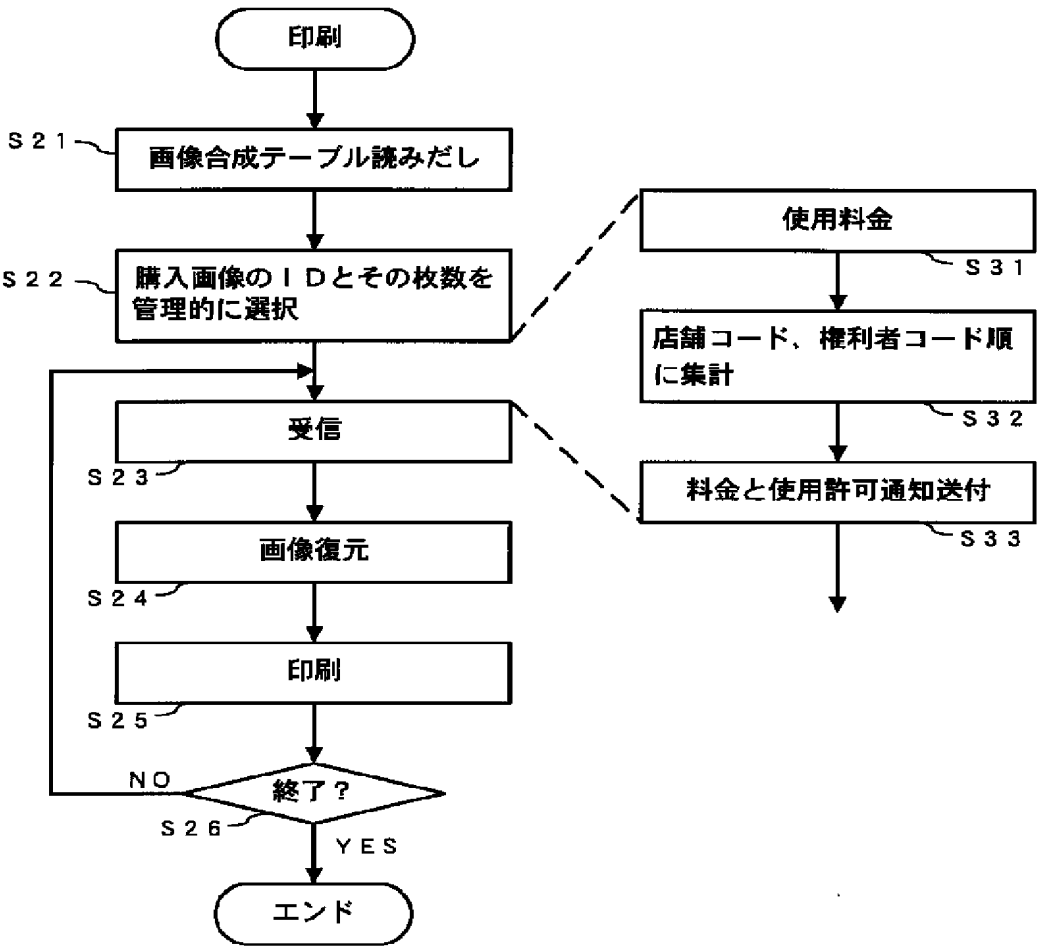 印刷
S21
画像合成テーブル読みだし
S22
購入画像のIDとその枚数を
管理的に選択
受信
S23
画像復元
S24
印刷
S25
NO
終了?
S26
YES
エンド
使用料金
S31
店舗コード、権利者コード順
に集計
S32
料金と使用許可通知送付
S33